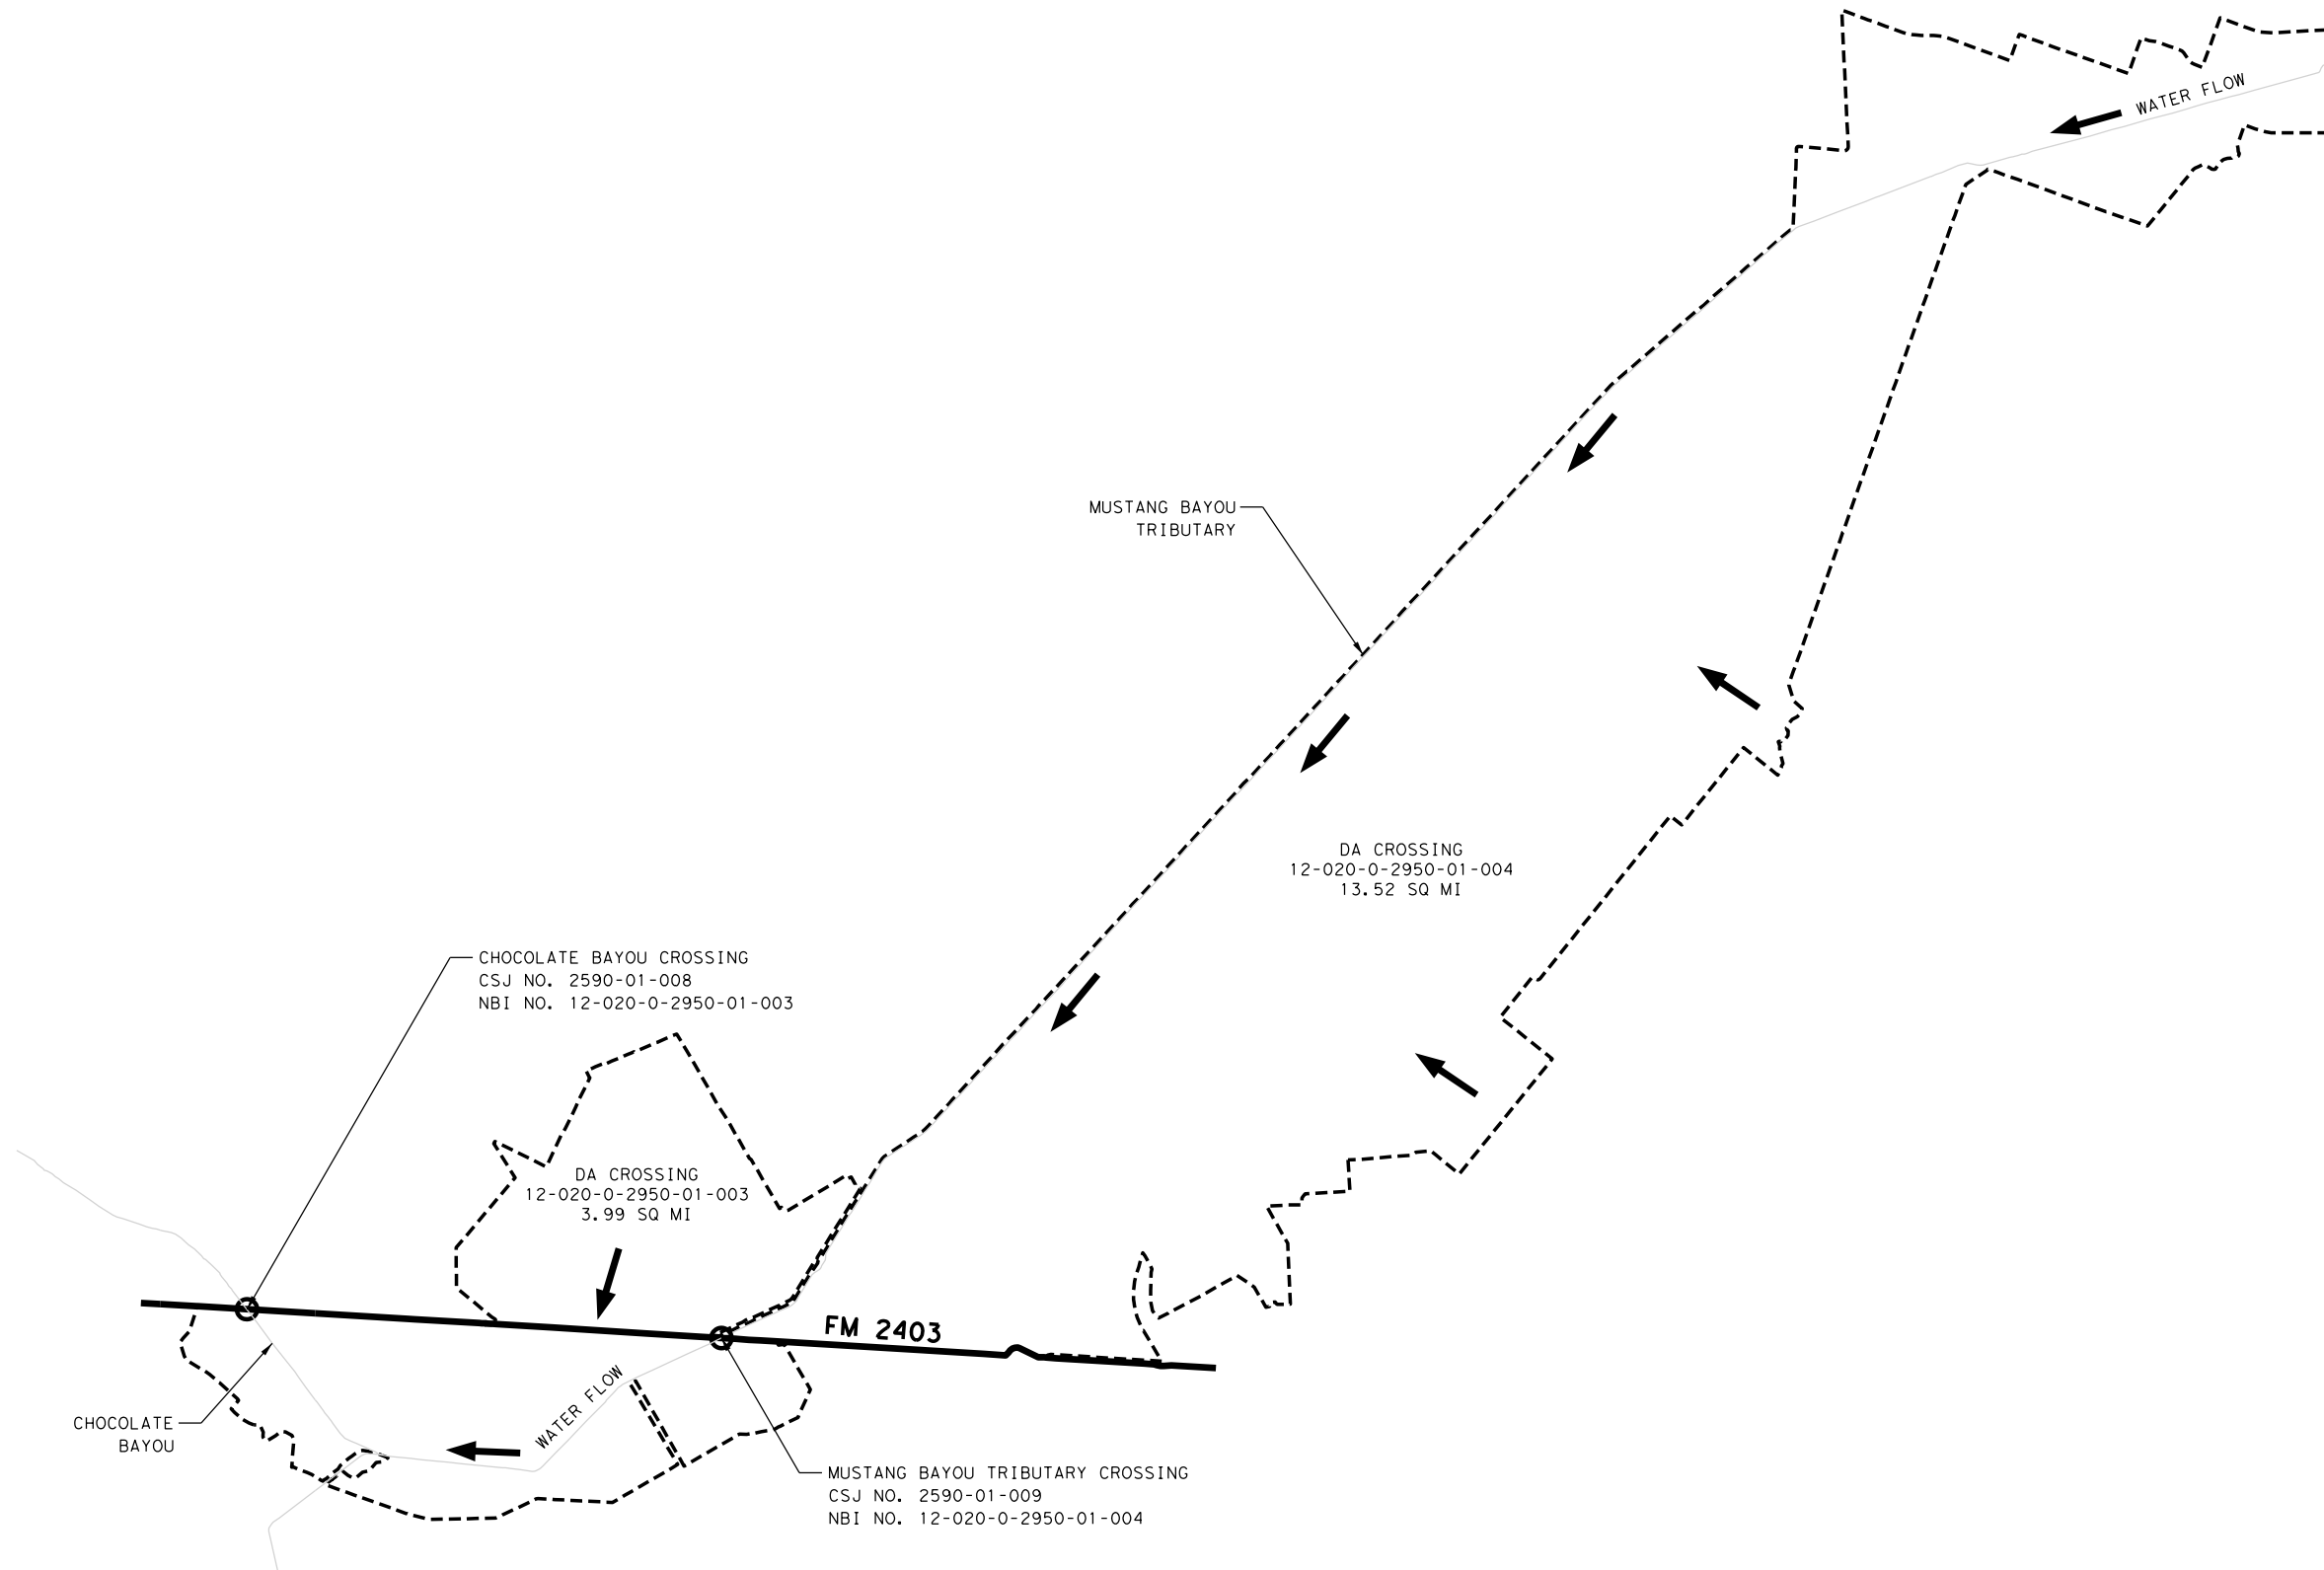 WATER FLOW
MUSTANG BAYOU
TRIBUTARY
DA CROSSING
12-020-0-2950-01-004
13.52 SQ MI
CHOCOLATE BAYOU CROSSING
CSJ NO. 2590-01-008
NBI NO. 12-020-0-2950-01-003
DA CROSSING
12-020-0-2950-01-003
3.99 SQ MI
FM 2403
WATER FLOW
CHOCOLATE
BAYOU
MUSTANG BAYOU TRIBUTARY CROSSING
CSJ NO. 2590-01-009
NBI NO. 12-020-0-2950-01-004